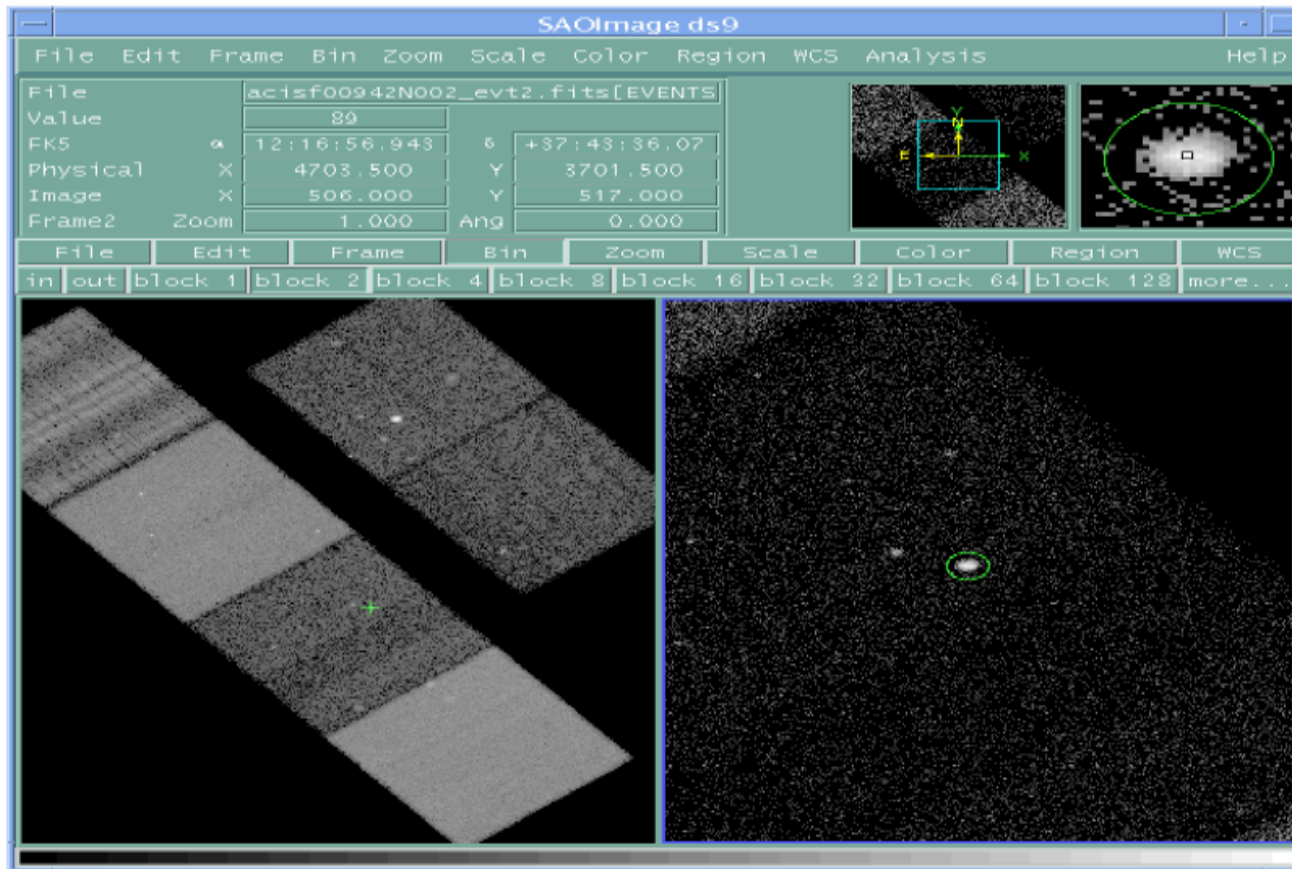 SAOImage ds9
File Edit Frame Bin Zoom Scale Color Region WCS Analysis Help
File acisf00942N002_evt2.fits[EVENTS
Value 89
FK5 α 12:16:56.943 δ +37:43:36.07
Physical X 4703.500 Y 3701.500
Image X 506.000 Y 517.000
Frame2 Zoom 1.000 Ang 0.000
Y
N
E X
File Edit Frame Bin Zoom Scale Color Region WCS
in out block 1 block 2 block 4 block 8 block 16 block 32 block 64 block 128 more...